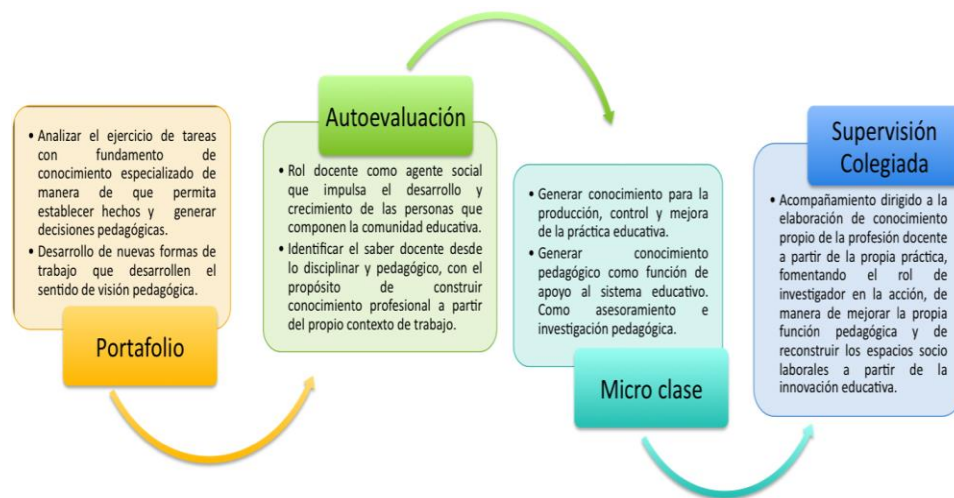 • Analizar el ejercicio de tareas
con fundamento de
conocimiento especializado de
manera de que permita
establecer hechos y generar
decisiones pedagógicas.
• Desarrollo de nuevas formas de
trabajo que desarrollen el
sentido de visión pedagógica.
Portafolio
Autoevaluación
• Rol docente como agente social
que impulsa el desarrollo y
crecimiento de las personas que
componen la comunidad educativa.
• Identificar el saber docente desde
lo disciplinar y pedagógico, con el
propósito de construir
conocimiento profesional a partir
del propio contexto de trabajo.
• Generar conocimiento para la
producción, control y mejora de
la práctica educativa.
• Generar conocimiento
pedagógico como función de
apoyo al sistema educativo.
Como asesoramiento e
investigación pedagógica.
Micro clase
Supervisión
Colegiada
• Acompañamiento dirigido a la
elaboración de conocimiento
propio de la profesión docente
a partir de la propia práctica,
fomentando el rol de
investigador en la acción, de
manera de mejorar la propia
función pedagógica y de
reconstruir los espacios socio
laborales a partir de la
innovación educativa.